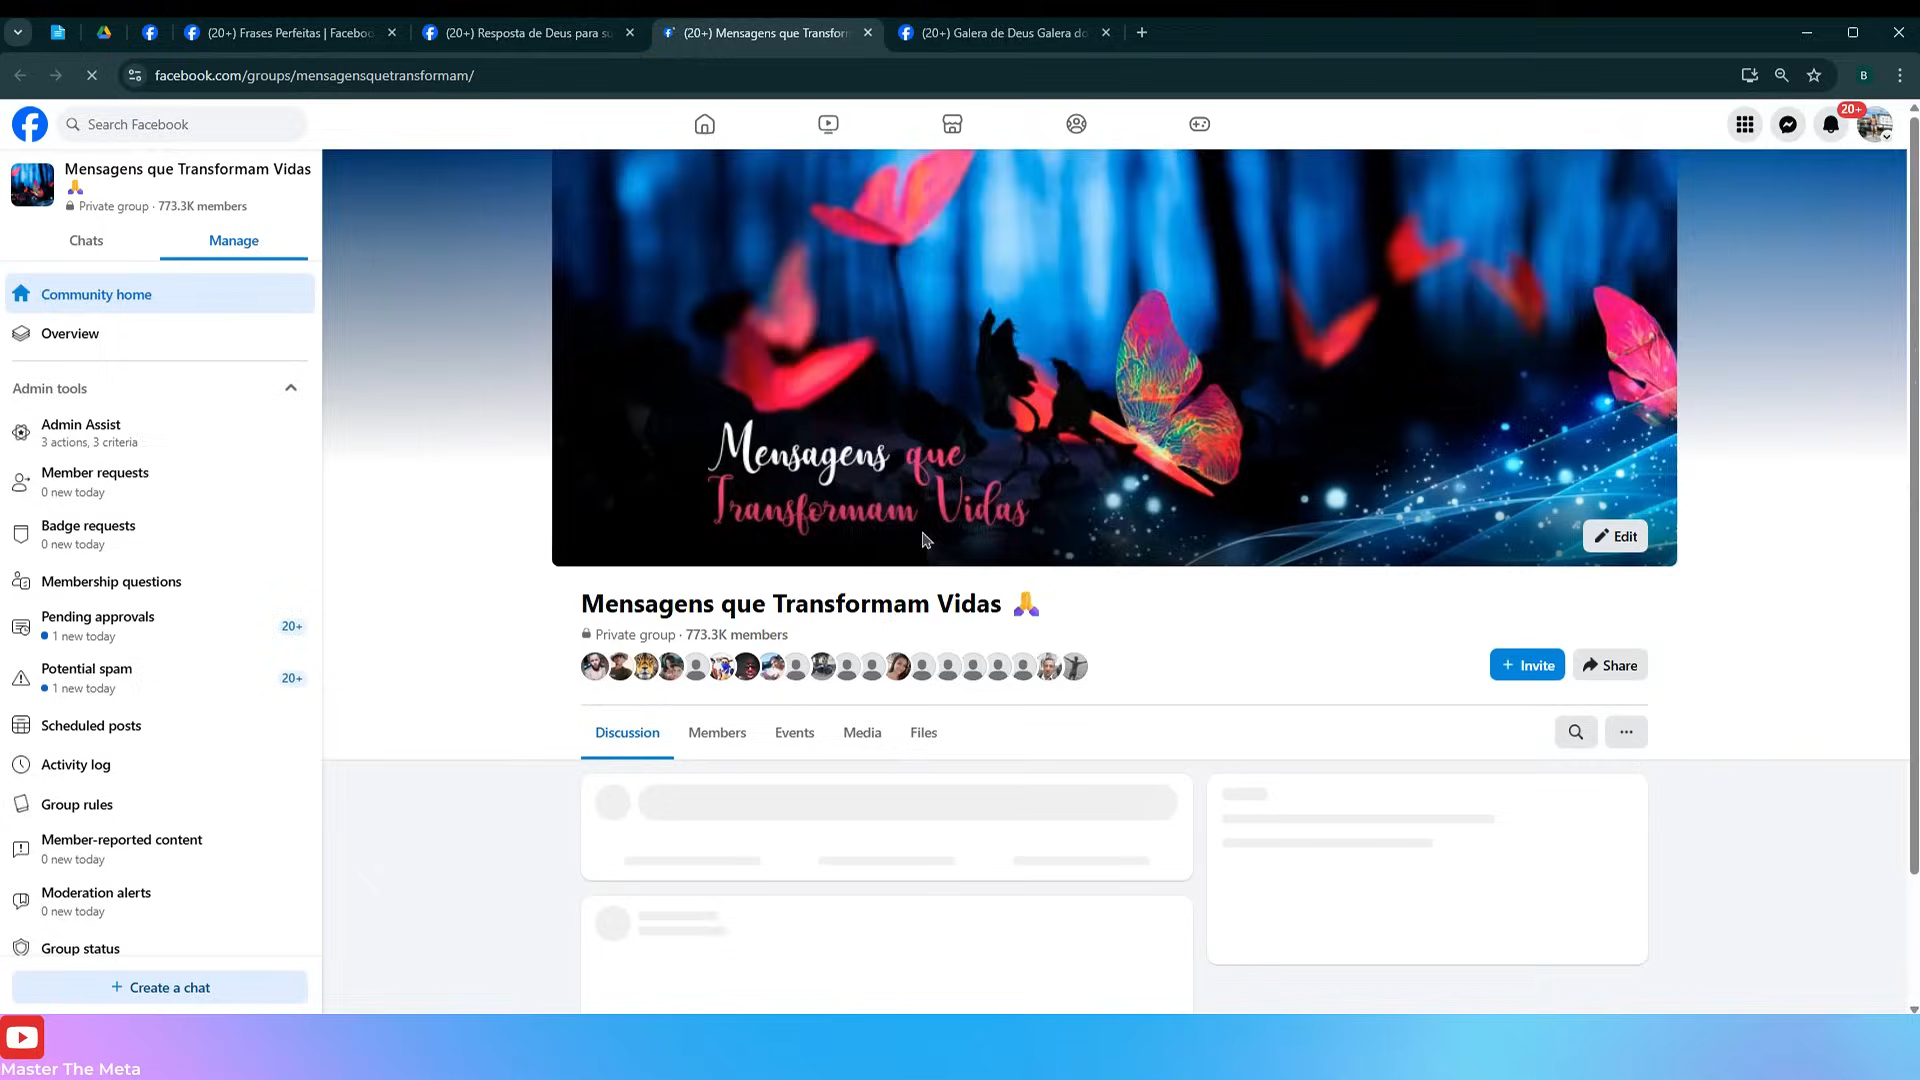 (20+) Frases Perfeitas | Faceboo
(20+) Resposta de Deus para su
(20+) Mensagens que Transfor
(20+) Galera de Deus Galera do
facebook.com/groups/mensagensquetransformam/
B
Search Facebook
20+
Mensagens que Transformam Vidas
🙏
Private group · 773.3K members
Chats
Manage
Community home
Overview
Admin tools
Admin Assist
3 actions, 3 criteria
Member requests
0 new today
Badge requests
0 new today
Membership questions
Pending approvals
1 new today
20+
Potential spam
1 new today
20+
Scheduled posts
Activity log
Group rules
Member-reported content
0 new today
Moderation alerts
0 new today
Group status
+ Create a chat
Mensagens que
Transformam Vidas
Edit
Mensagens que Transformam Vidas 🙏
Private group · 773.3K members
+ Invite
Share
Discussion
Members
Events
Media
Files
Master The Meta